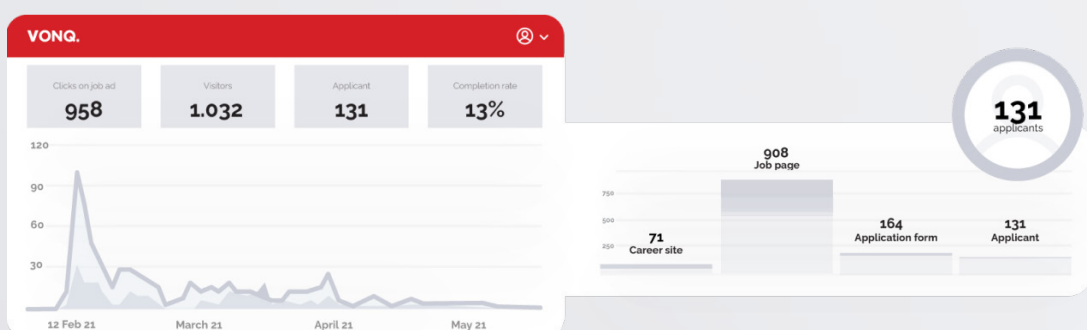 VONQ.
Clicks on job ad
958
Visitors
1.032
Applicant
131
Completion rate
13%
120
90
60
30
12 Feb 21
March 21
April 21
May 21
131
applicants
750
500
250
71
Career site
908
Job page
164
Application form
131
Applicant